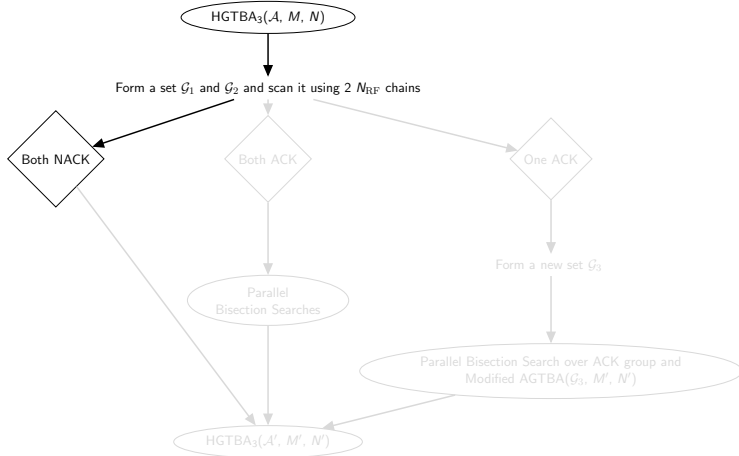 HGTBA₃(𝒜, M, N)
Form a set 𝒢₁ and 𝒢₂ and scan it using 2 N_RF chains
Both NACK
Both ACK
One ACK
Form a new set 𝒢₃
Parallel
Bisection Searches
Parallel Bisection Search over ACK group and
Modified AGTBA(𝒢₃, M′, N′)
HGTBA₃(𝒜′, M′, N′)